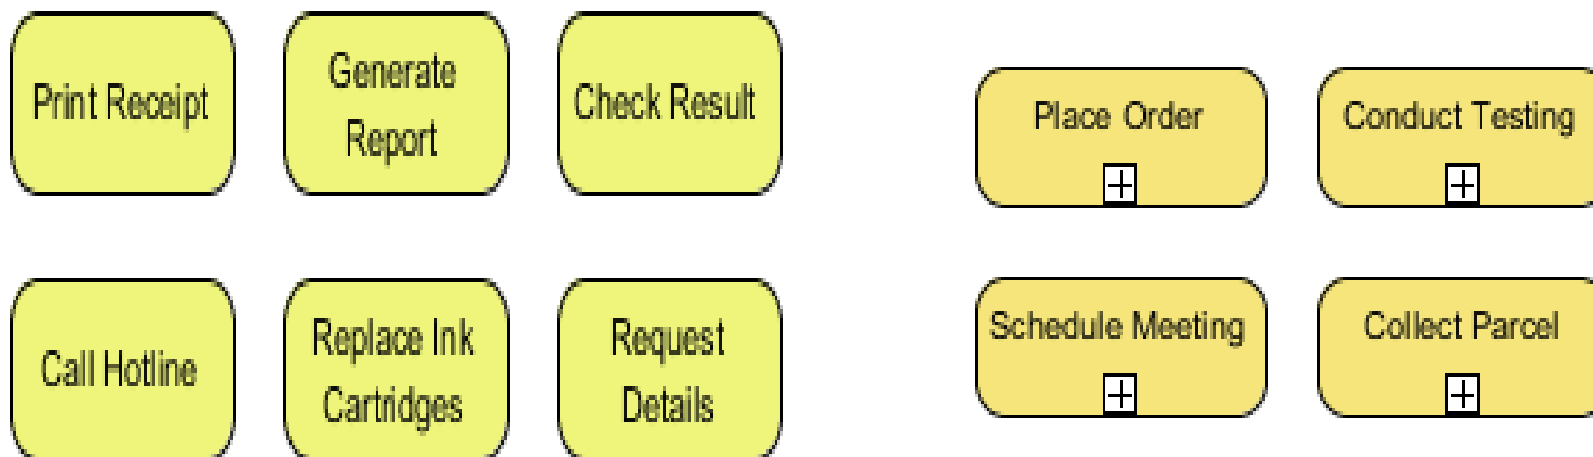 Print Receipt
Generate
Report
Check Result
Place Order
Conduct Testing
Call Hotline
Replace Ink
Cartridges
Request
Details
Schedule Meeting
Collect Parcel